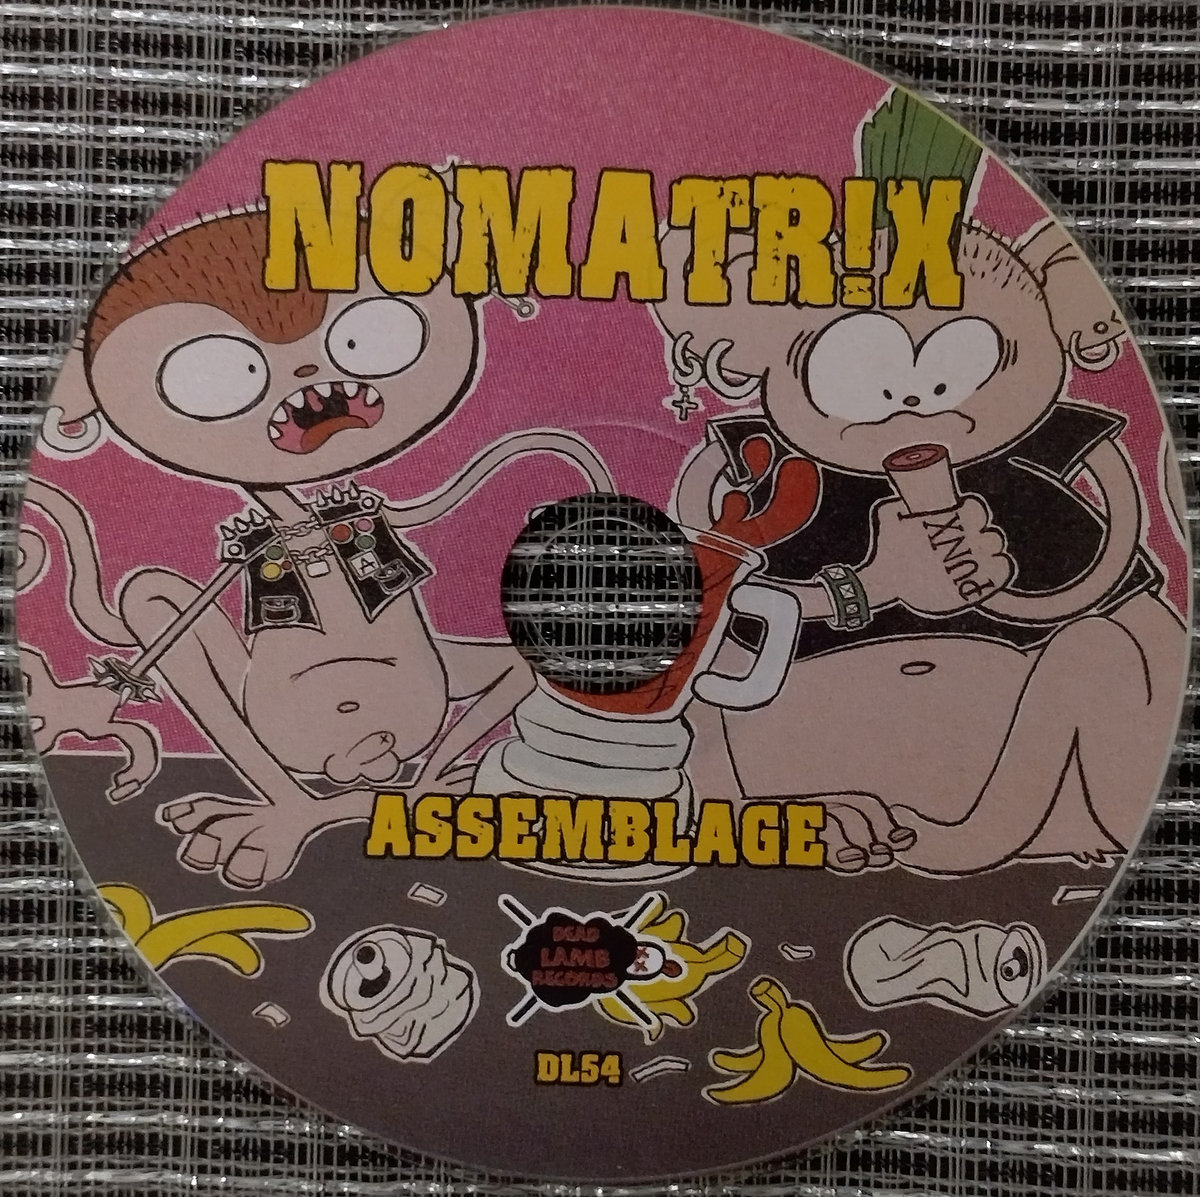 NOMATR!X
A
PUNX
ASSEMBLAGE
DEAD
LAMB
RECORDS
DL54